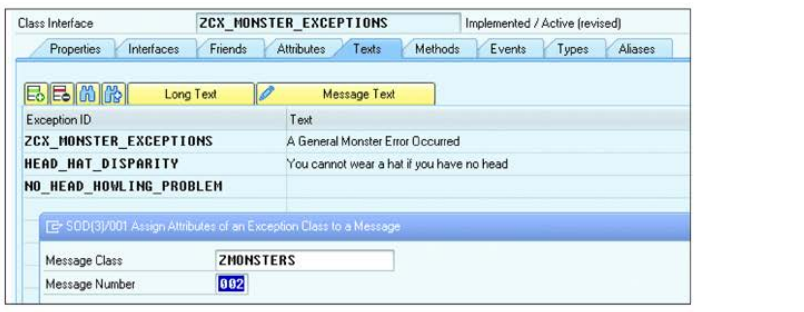 Class Interface ZCX_MONSTER_EXCEPTIONS Implemented / Active (revised)
Properties Interfaces Friends Attributes Texts Methods Events Types Aliases
Long Text Message Text
Exception ID Text
ZCX_MONSTER_EXCEPTIONS A General Monster Error Occurred
HEAD_HAT_DISPARITY You cannot wear a hat if you have no head
NO_HEAD_HOWLING_PROBLEM
SOD(3)/001 Assign Attributes of an Exception Class to a Message
Message Class ZMONSTERS
Message Number 002